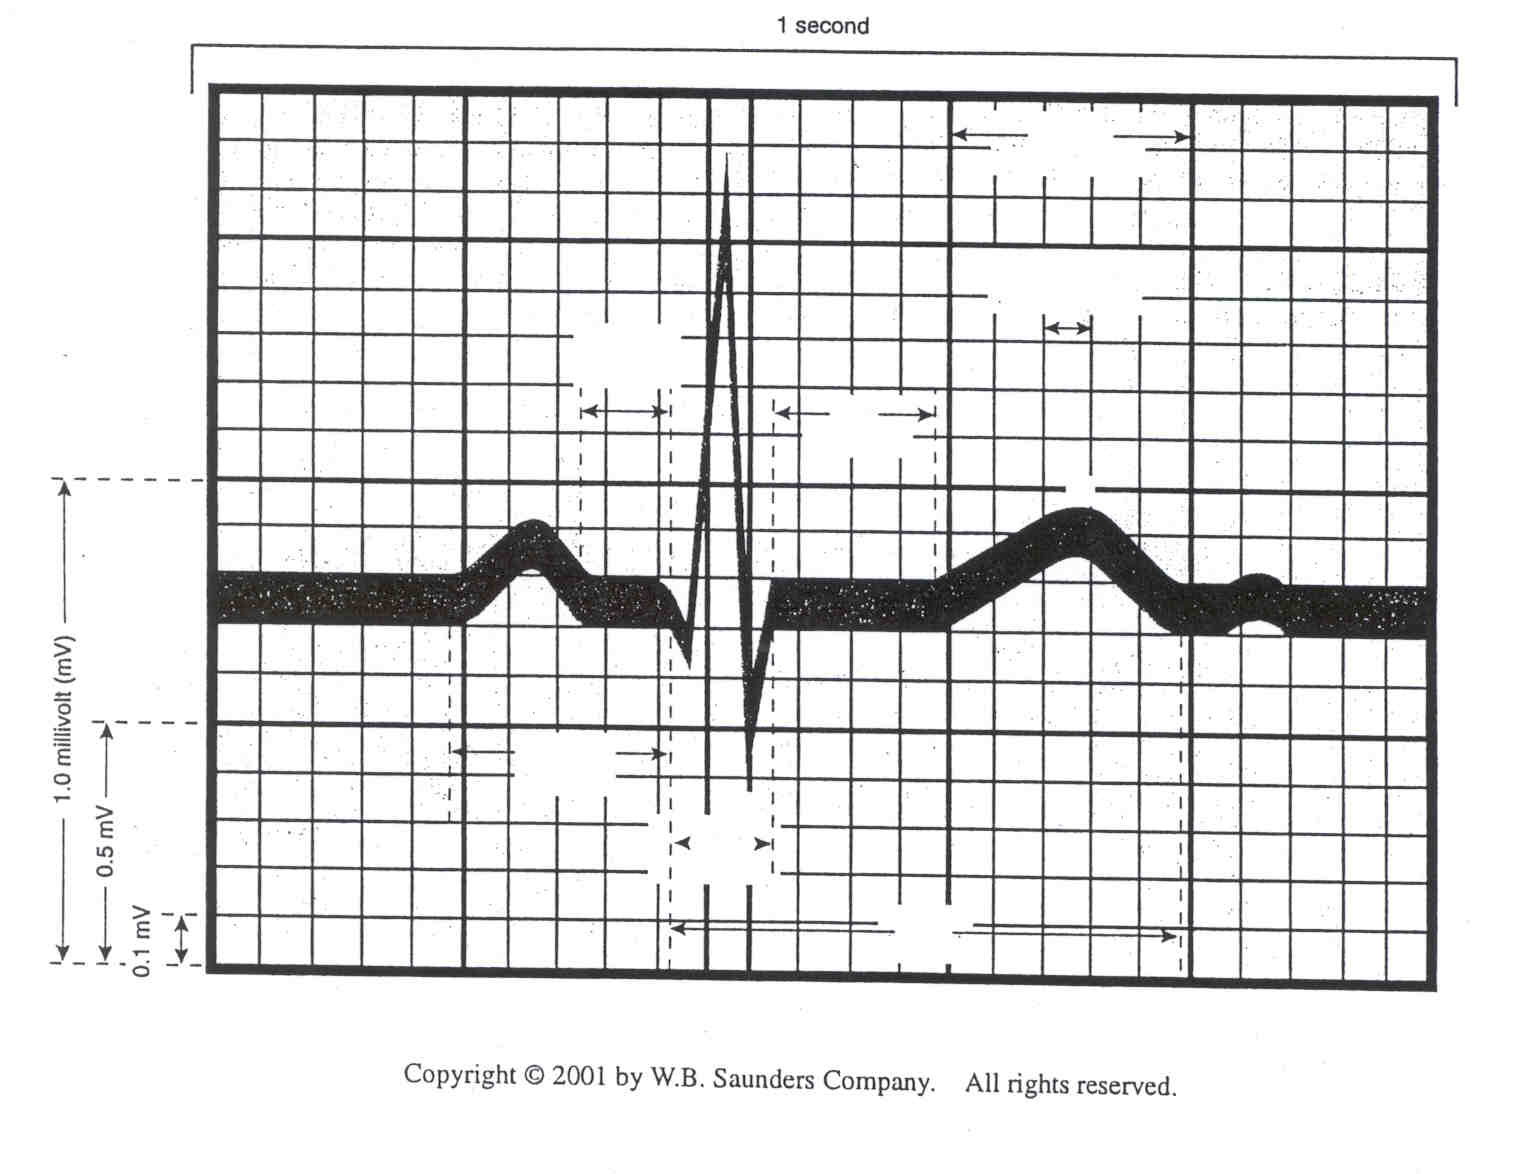 1 second
1.0 millivolt (mV)
0.5 mV
0.1 mV
Copyright © 2001 by W.B. Saunders Company. All rights reserved.